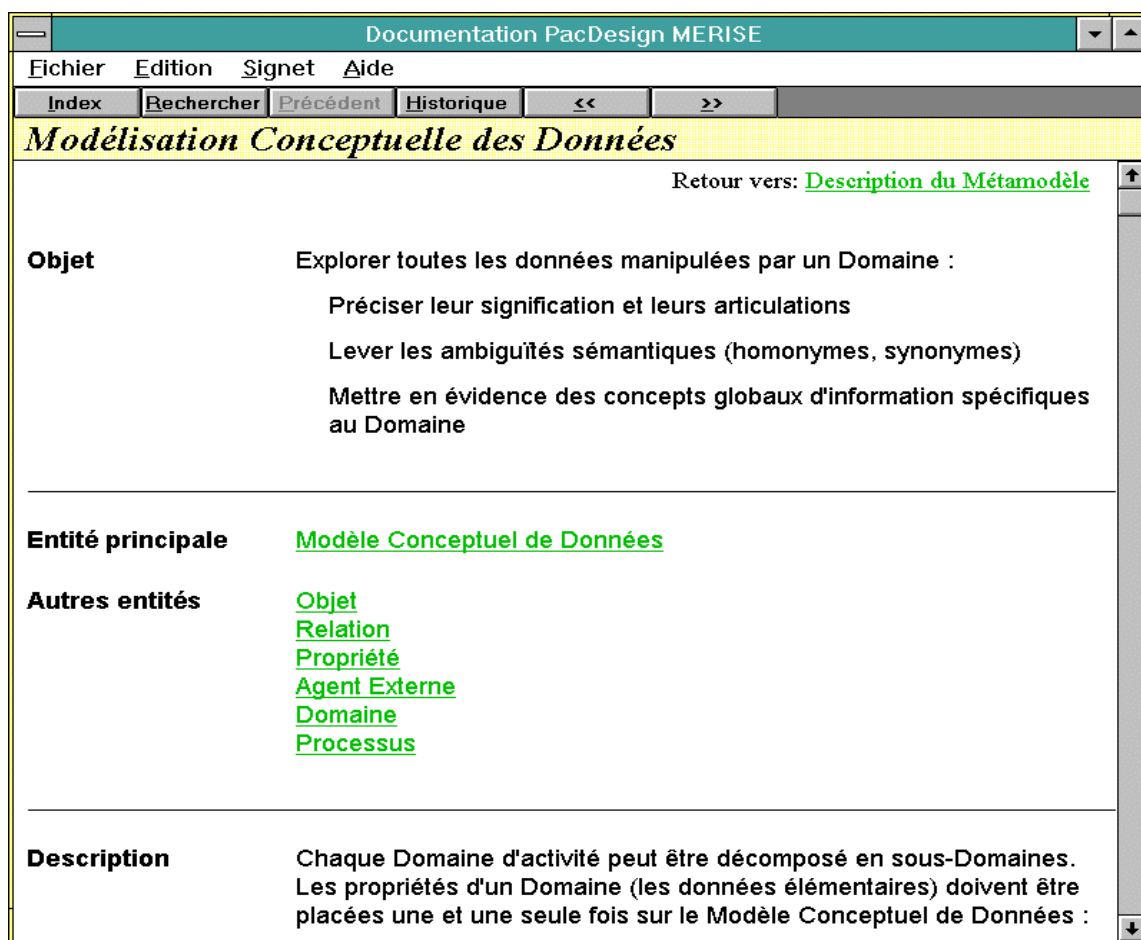 Documentation PacDesign MERISE
Fichier Edition Signet Aide
Index Rechercher Précédent Historique << >>
Modélisation Conceptuelle des Données
Retour vers: Description du Métamodèle
Objet Explorer toutes les données manipulées par un Domaine :
Préciser leur signification et leurs articulations
Lever les ambiguïtés sémantiques (homonymes, synonymes)
Mettre en évidence des concepts globaux d'information spécifiques
au Domaine
Entité principale Modèle Conceptuel de Données
Autres entités Objet
Relation
Propriété
Agent Externe
Domaine
Processus
Description Chaque Domaine d'activité peut être décomposé en sous-Domaines.
Les propriétés d'un Domaine (les données élémentaires) doivent être
placées une et une seule fois sur le Modèle Conceptuel de Données :